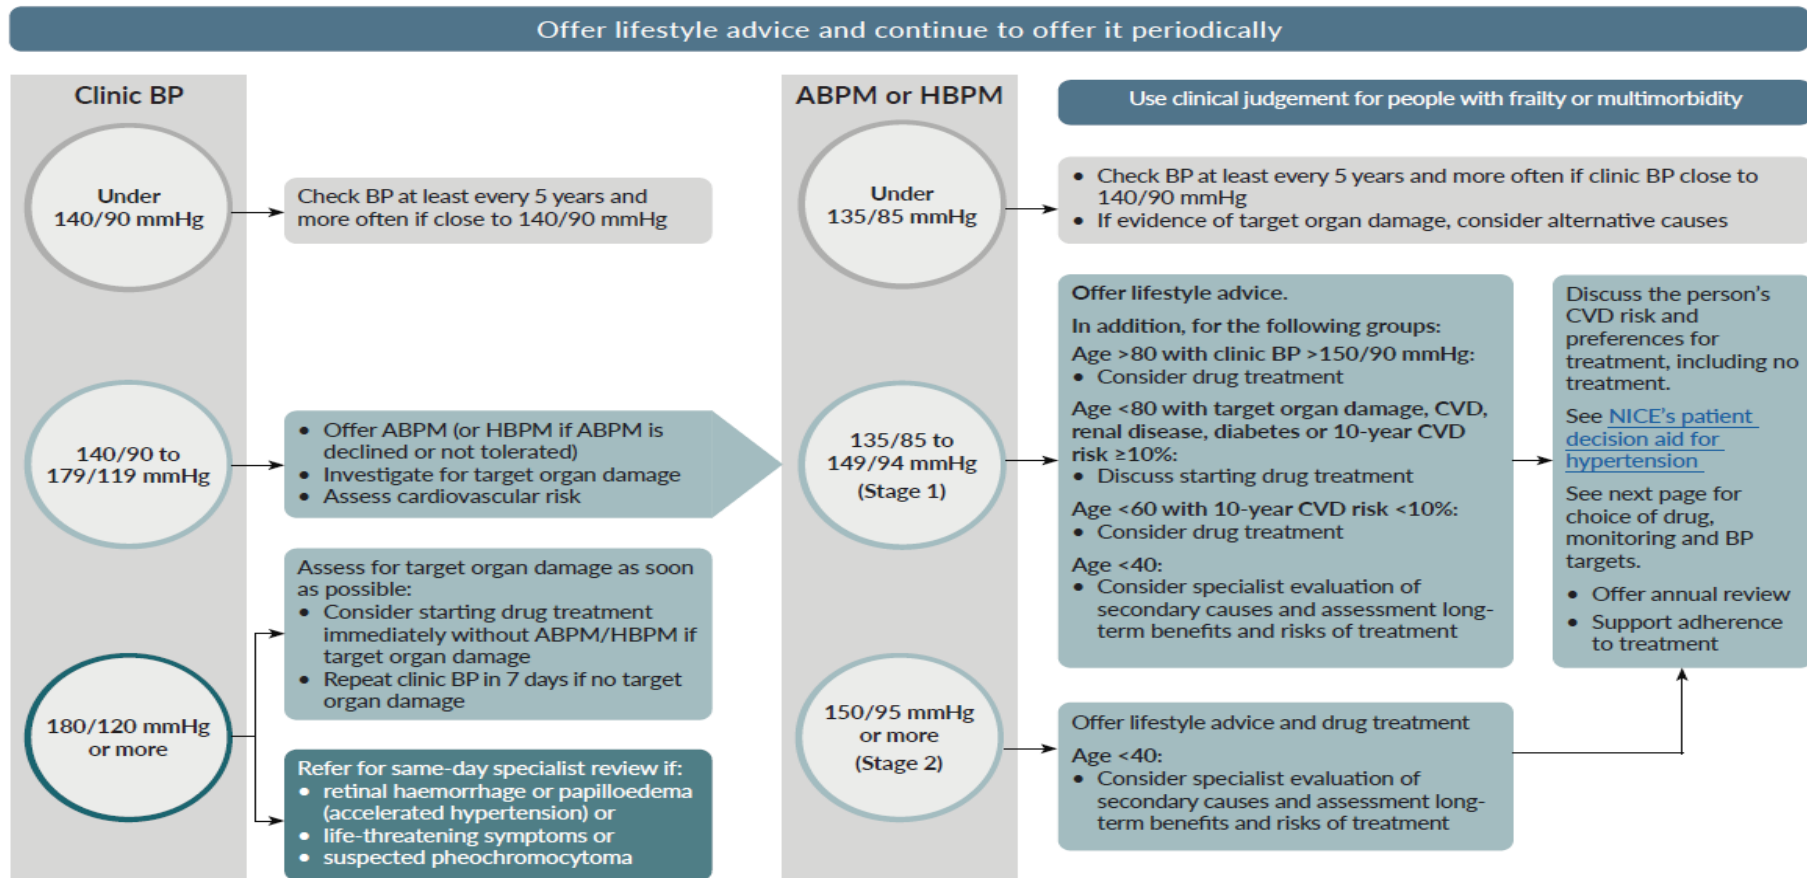 Offer lifestyle advice and continue to offer it periodically
Clinic BP
Under
140/90 mmHg
Check BP at least every 5 years and
more often if close to 140/90 mmHg
140/90 to
179/119 mmHg
• Offer ABPM (or HBPM if ABPM is
declined or not tolerated)
• Investigate for target organ damage
• Assess cardiovascular risk
180/120 mmHg
or more
Assess for target organ damage as soon
as possible:
• Consider starting drug treatment
immediately without ABPM/HBPM if
target organ damage
• Repeat clinic BP in 7 days if no target
organ damage
Refer for same-day specialist review if:
• retinal haemorrhage or papilloedema
(accelerated hypertension) or
• life-threatening symptoms or
• suspected pheochromocytoma
ABPM or HBPM
Use clinical judgement for people with frailty or multimorbidity
Under
135/85 mmHg
• Check BP at least every 5 years and more often if clinic BP close to
140/90 mmHg
• If evidence of target organ damage, consider alternative causes
135/85 to
149/94 mmHg
(Stage 1)
Offer lifestyle advice.
In addition, for the following groups:
Age >80 with clinic BP >150/90 mmHg:
• Consider drug treatment
Age <80 with target organ damage, CVD,
renal disease, diabetes or 10-year CVD
risk ≥10%:
• Discuss starting drug treatment
Age <60 with 10-year CVD risk <10%:
• Consider drug treatment
Age <40:
• Consider specialist evaluation of
secondary causes and assessment long-
term benefits and risks of treatment
150/95 mmHg
or more
(Stage 2)
Offer lifestyle advice and drug treatment
Age <40:
• Consider specialist evaluation of
secondary causes and assessment long-
term benefits and risks of treatment
Discuss the person's
CVD risk and
preferences for
treatment, including no
treatment.
See NICE's patient
decision aid for
hypertension
See next page for
choice of drug,
monitoring and BP
targets.
• Offer annual review
• Support adherence
to treatment